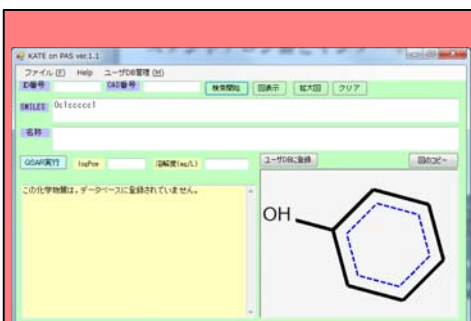 KATE on PAS ver.1.1
ファイル(F) Help ユーザDB管理(M)
ID番号 CAS番号 検索開始 図表示 拡大図 クリア
SMILES Oc1ccccc1
名称
QSAR実行 logPow 溶解度(mg/L) ユーザDBに登録 図のコピー
この化学物質は、データベースに登録されていません。
OH